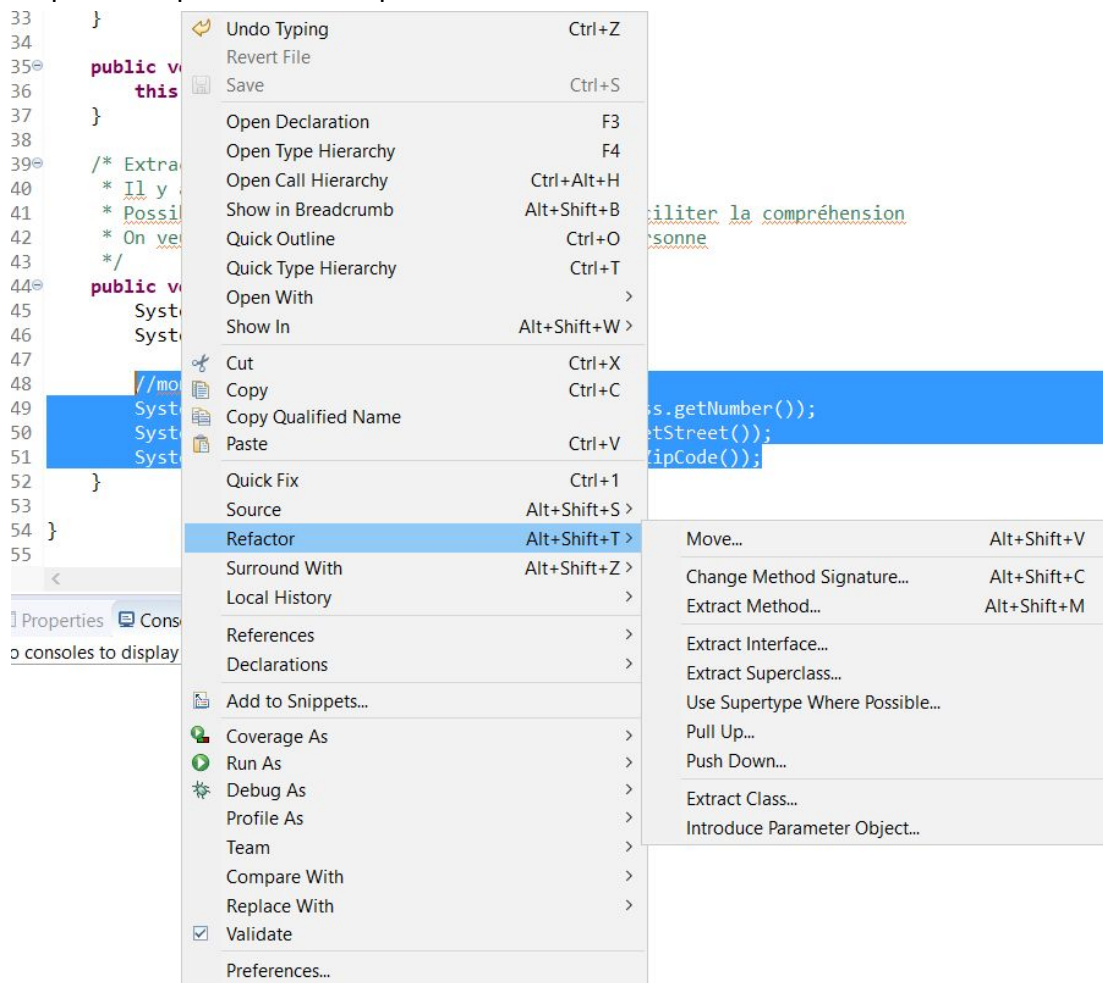 33 }
34
35 public v
36 this
37 }
38
39 /* Extra
40 * Il y
41 * Possi iliter la compréhension
42 * On ve rsonne
43 */
44 public v
45 Syst
46 Syst
47
48 //mo
49 Syst ss.getNumber());
50 Syst etStreet());
51 Syst ZipCode());
52 }
53
54 }
55
Properties Cons
o consoles to display
Undo Typing Ctrl+Z
Revert File
Save Ctrl+S
Open Declaration F3
Open Type Hierarchy F4
Open Call Hierarchy Ctrl+Alt+H
Show in Breadcrumb Alt+Shift+B
Quick Outline Ctrl+O
Quick Type Hierarchy Ctrl+T
Open With >
Show In Alt+Shift+W >
Cut Ctrl+X
Copy Ctrl+C
Copy Qualified Name
Paste Ctrl+V
Quick Fix Ctrl+1
Source Alt+Shift+S >
Refactor Alt+Shift+T >
Surround With Alt+Shift+Z >
Local History >
References >
Declarations >
Add to Snippets...
Coverage As >
Run As >
Debug As >
Profile As >
Team >
Compare With >
Replace With >
Validate
Preferences...
Move... Alt+Shift+V
Change Method Signature... Alt+Shift+C
Extract Method... Alt+Shift+M
Extract Interface...
Extract Superclass...
Use Supertype Where Possible...
Pull Up...
Push Down...
Extract Class...
Introduce Parameter Object...